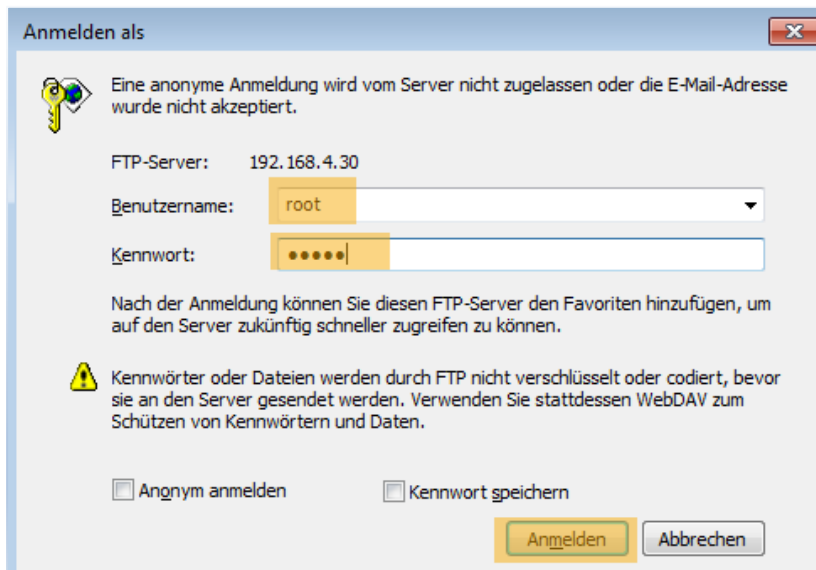 Anmelden als
Eine anonyme Anmeldung wird vom Server nicht zugelassen oder die E-Mail-Adresse
wurde nicht akzeptiert.
FTP-Server: 192.168.4.30
Benutzername: root
Kennwort: •••••
Nach der Anmeldung können Sie diesen FTP-Server den Favoriten hinzufügen, um
auf den Server zukünftig schneller zugreifen zu können.
Kennwörter oder Dateien werden durch FTP nicht verschlüsselt oder codiert, bevor
sie an den Server gesendet werden. Verwenden Sie stattdessen WebDAV zum
Schützen von Kennwörtern und Daten.
Anonym anmelden Kennwort speichern
Anmelden Abbrechen